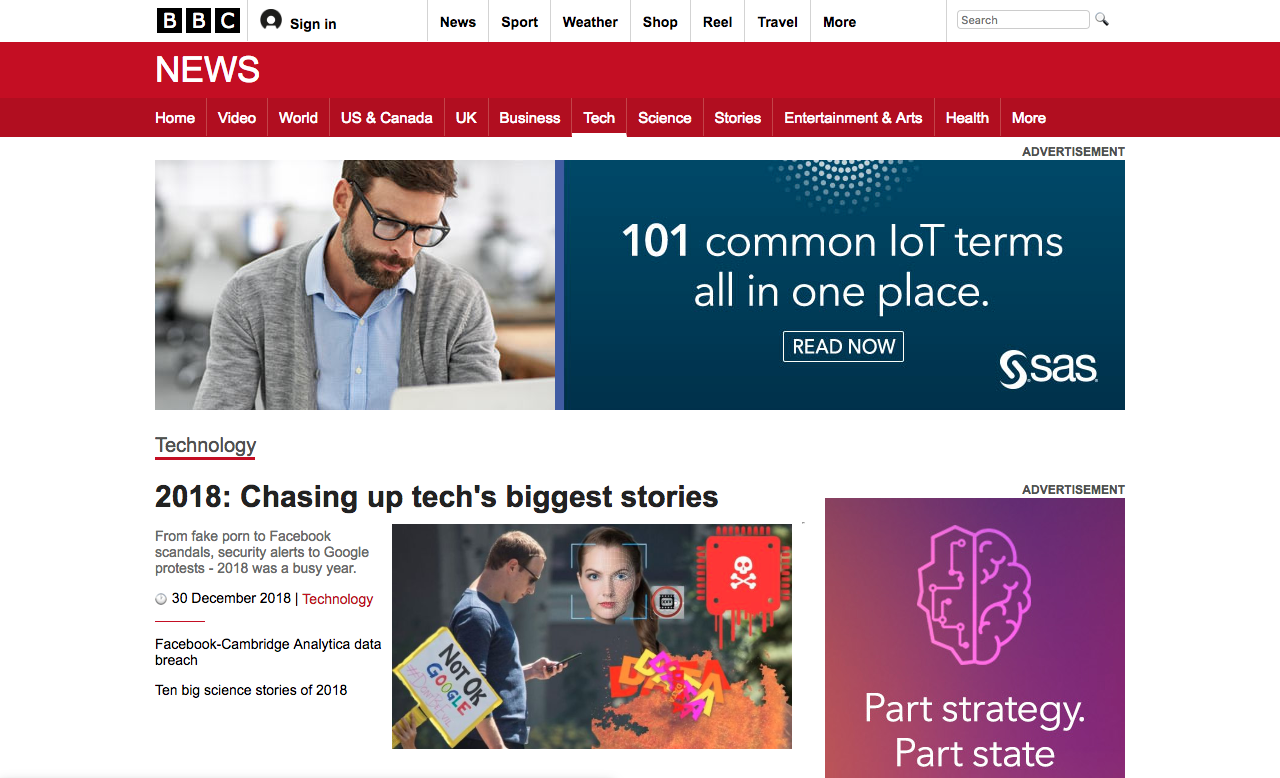 BBC
Sign in
News
Sport
Weather
Shop
Reel
Travel
More
Search
NEWS
Home
Video
World
US & Canada
UK
Business
Tech
Science
Stories
Entertainment & Arts
Health
More
ADVERTISEMENT
101 common IoT terms
all in one place.
READ NOW
sas
Technology
2018: Chasing up tech's biggest stories
From fake porn to Facebook
scandals, security alerts to Google
protests - 2018 was a busy year.
30 December 2018 | Technology
Facebook-Cambridge Analytica data
breach
Ten big science stories of 2018
NOT OK
GOOGLE
DATA
DATA
ADVERTISEMENT
Part strategy.
Part state